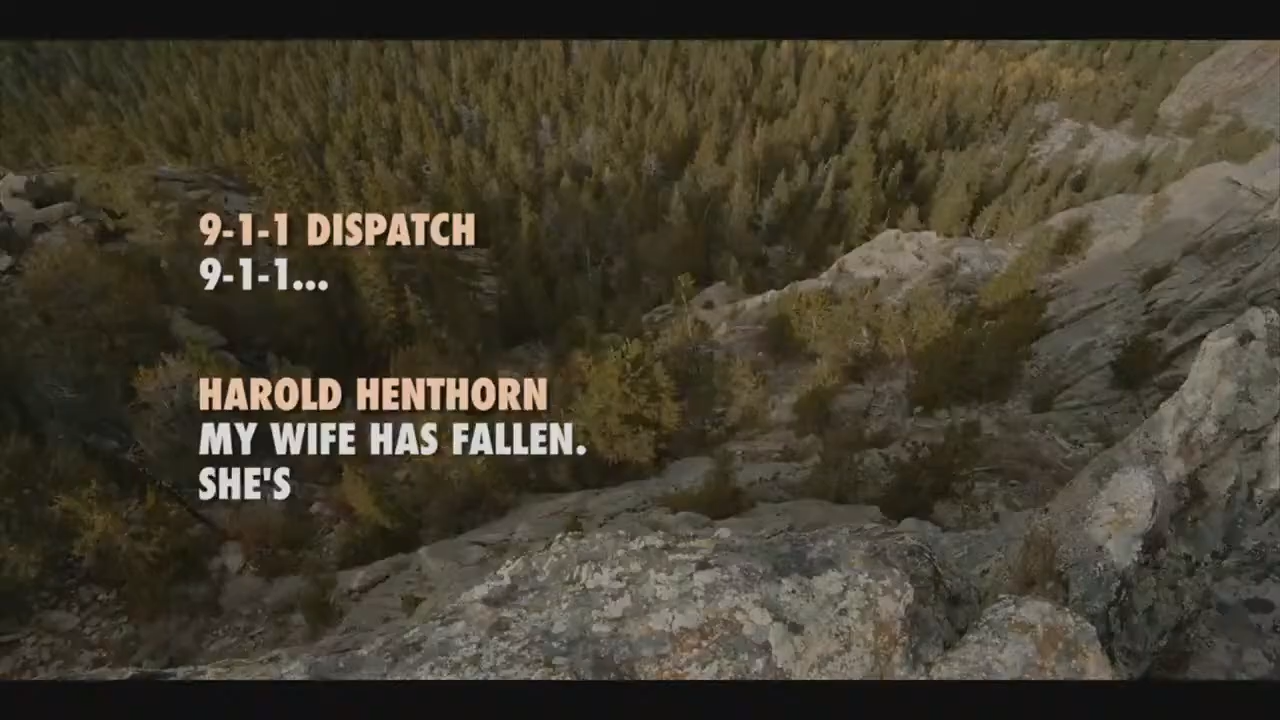 9-1-1 DISPATCH
9-1-1...
HAROLD HENTHORN
MY WIFE HAS FALLEN.
SHE'S